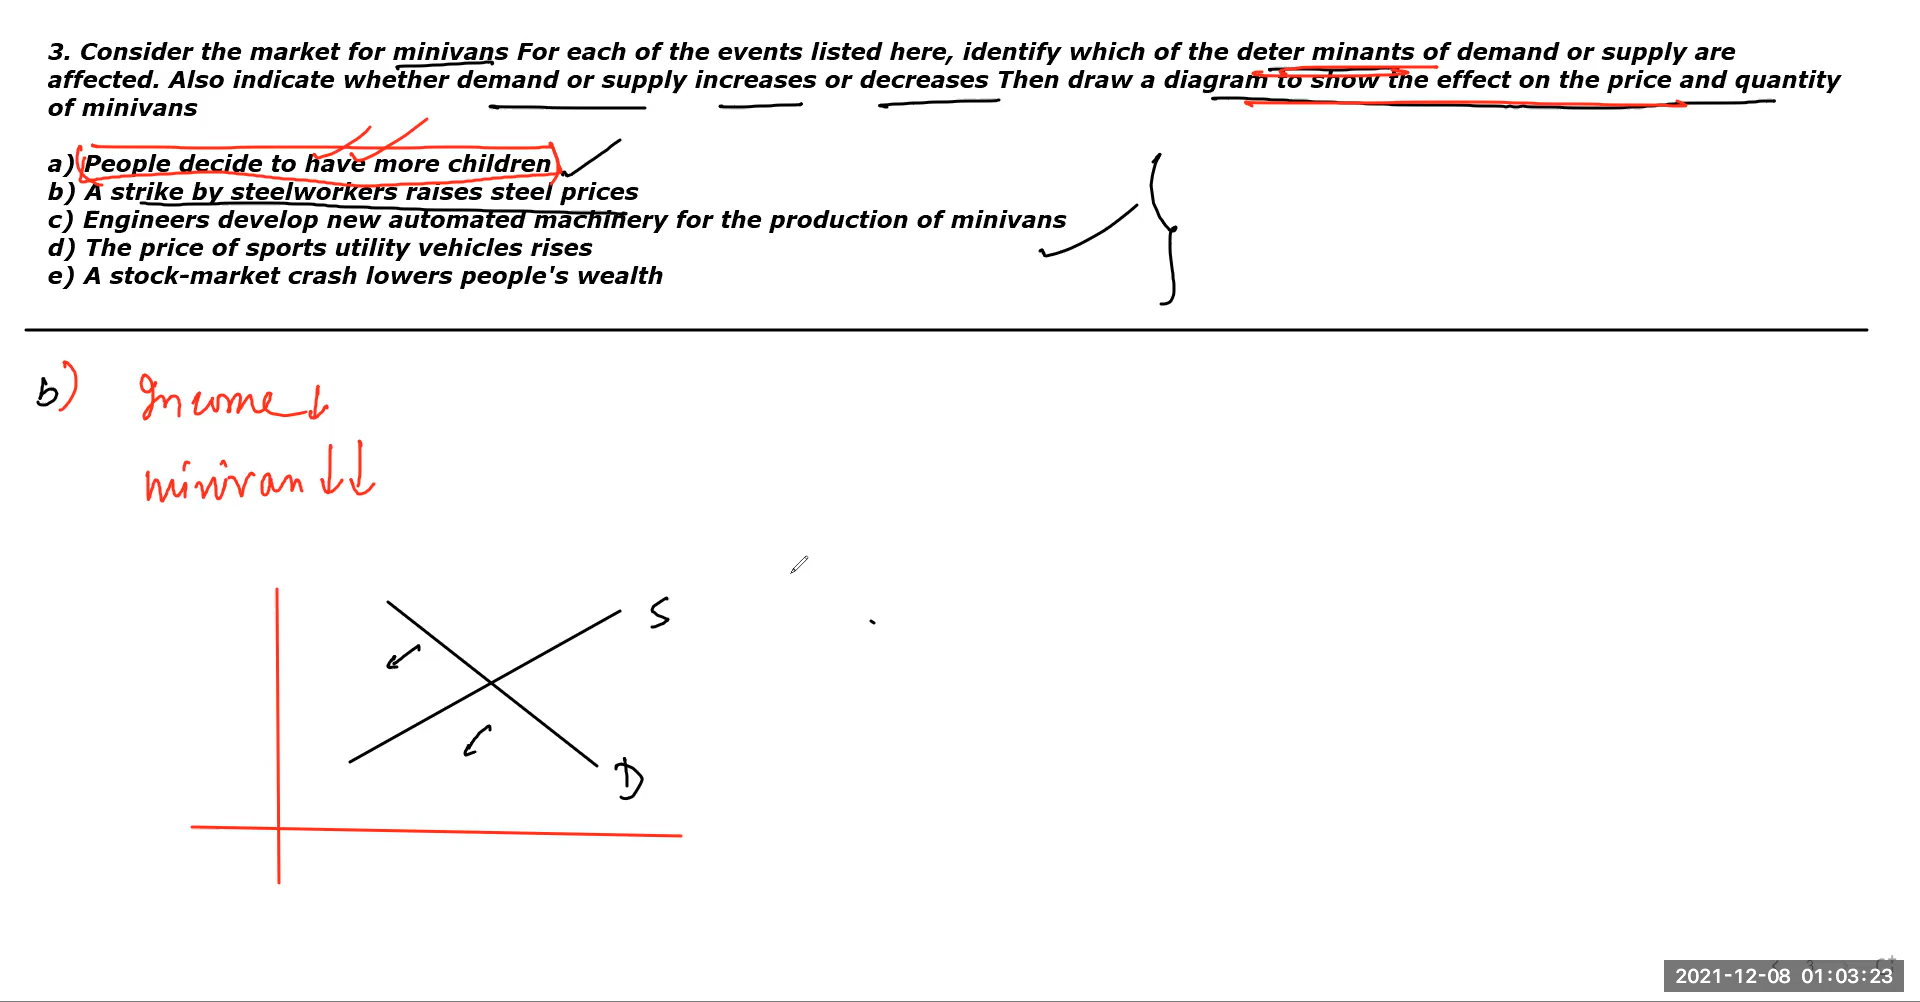 3. Consider the market for minivans For each of the events listed here, identify which of the deter minants of demand or supply are
affected. Also indicate whether demand or supply increases or decreases Then draw a diagram to show the effect on the price and quantity
of minivans
a) People decide to have more children
b) A strike by steelworkers raises steel prices
c) Engineers develop new automated machinery for the production of minivans
d) The price of sports utility vehicles rises
e) A stock-market crash lowers people's wealth
b) Income ↓
minivan ↓↓
S
D
2021-12-08 01:03:23